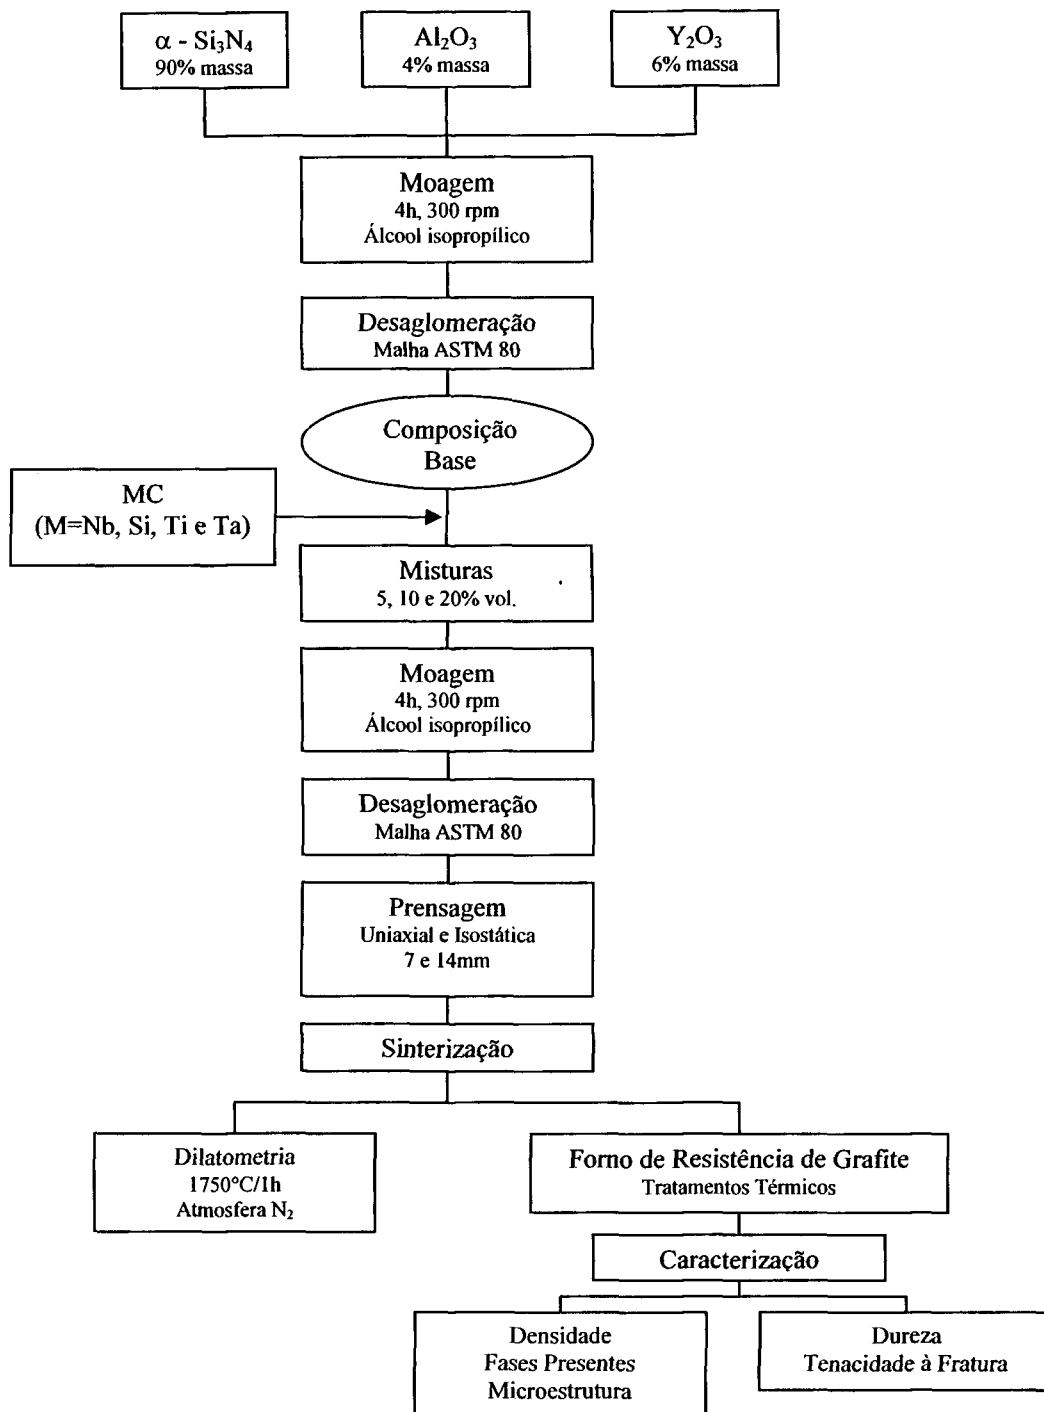 α - Si₃N₄
90% massa
Al₂O₃
4% massa
Y₂O₃
6% massa
Moagem
4h, 300 rpm
Álcool isopropílico
Desaglomeração
Malha ASTM 80
Composição
Base
MC
(M=Nb, Si, Ti e Ta)
Misturas
5, 10 e 20% vol.
Moagem
4h, 300 rpm
Álcool isopropílico
Desaglomeração
Malha ASTM 80
Prensagem
Uniaxial e Isostática
7 e 14mm
Sinterização
Dilatometria
1750°C/1h
Atmosfera N₂
Forno de Resistência de Grafite
Tratamentos Térmicos
Caracterização
Densidade
Fases Presentes
Microestrutura
Dureza
Tenacidade à Fratura